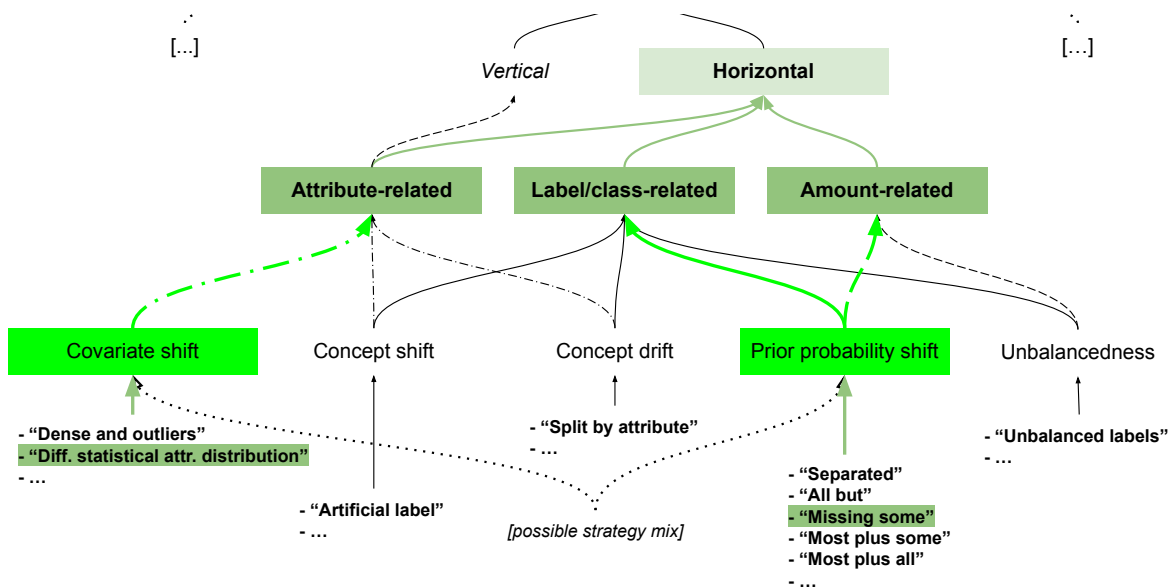 [...]
[...]
Vertical
Horizontal
Attribute-related
Label/class-related
Amount-related
Covariate shift
Concept shift
Concept drift
Prior probability shift
Unbalancedness
- “Dense and outliers”
- “Diff. statistical attr. distribution”
- ...
- “Artificial label”
- ...
- “Split by attribute”
- ...
[possible strategy mix]
- “Separated”
- “All but”
- “Missing some”
- “Most plus some”
- “Most plus all”
- ...
- “Unbalanced labels”
- ...